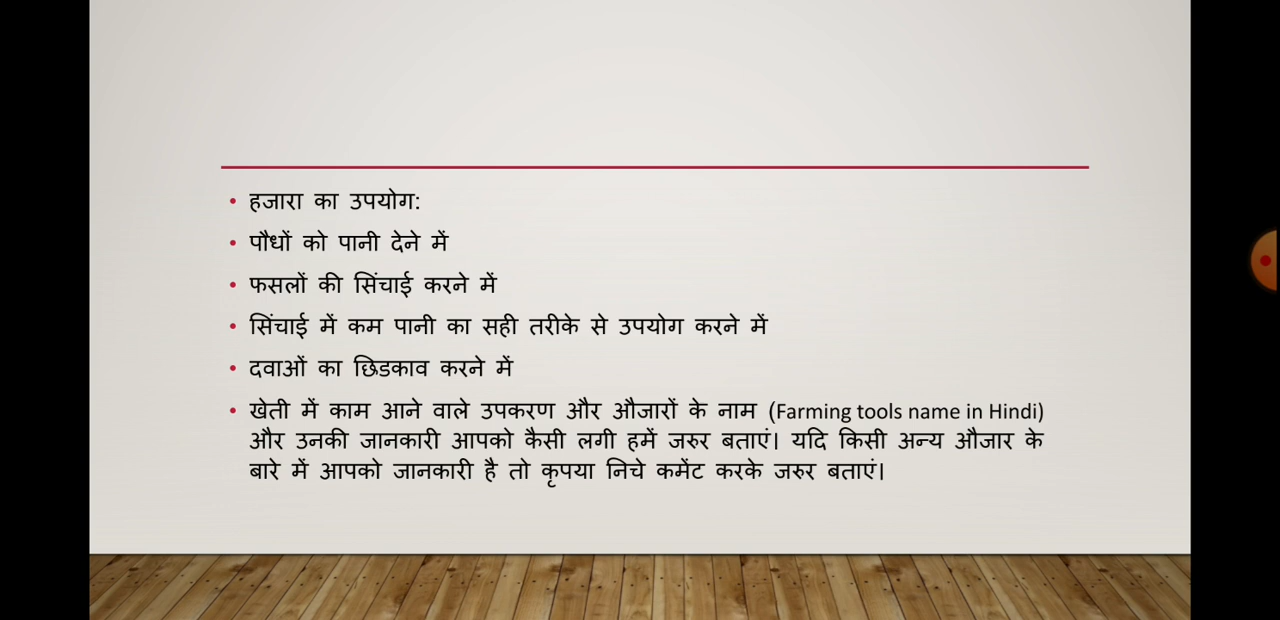 • हजारा का उपयोग:
• पौधों को पानी देने में
• फसलों की सिंचाई करने में
• सिंचाई में कम पानी का सही तरीके से उपयोग करने में
• दवाओं का छिडकाव करने में
• खेती में काम आने वाले उपकरण और औजारों के नाम (Farming tools name in Hindi)
और उनकी जानकारी आपको कैसी लगी हमें जरुर बताएं। यदि किसी अन्य औजार के
बारे में आपको जानकारी है तो कृपया निचे कमेंट करके जरुर बताएं।